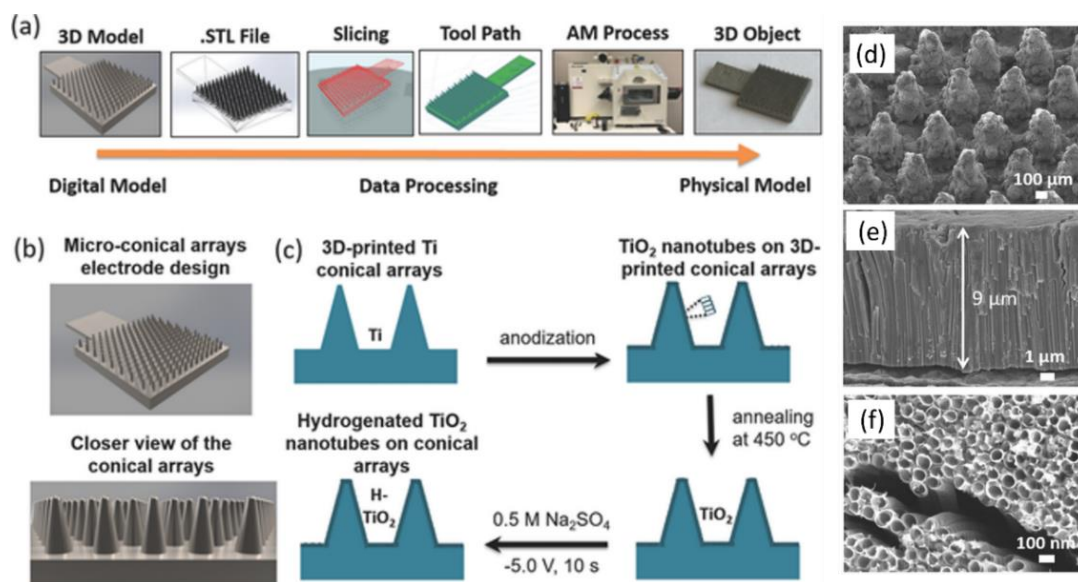 (a)
3D Model
.STL File
Slicing
Tool Path
AM Process
3D Object
Digital Model
Data Processing
Physical Model
(b)
Micro-conical arrays
electrode design
Closer view of the
conical arrays
(c)
3D-printed Ti
conical arrays
Ti
anodization
TiO₂ nanotubes on 3D-
printed conical arrays
annealing
at 450 °C
TiO₂
0.5 M Na₂SO₄
-5.0 V, 10 s
Hydrogenated TiO₂
nanotubes on conical
arrays
H-
TiO₂
(d)
100 µm
(e)
9 µm
1 µm
(f)
100 nm